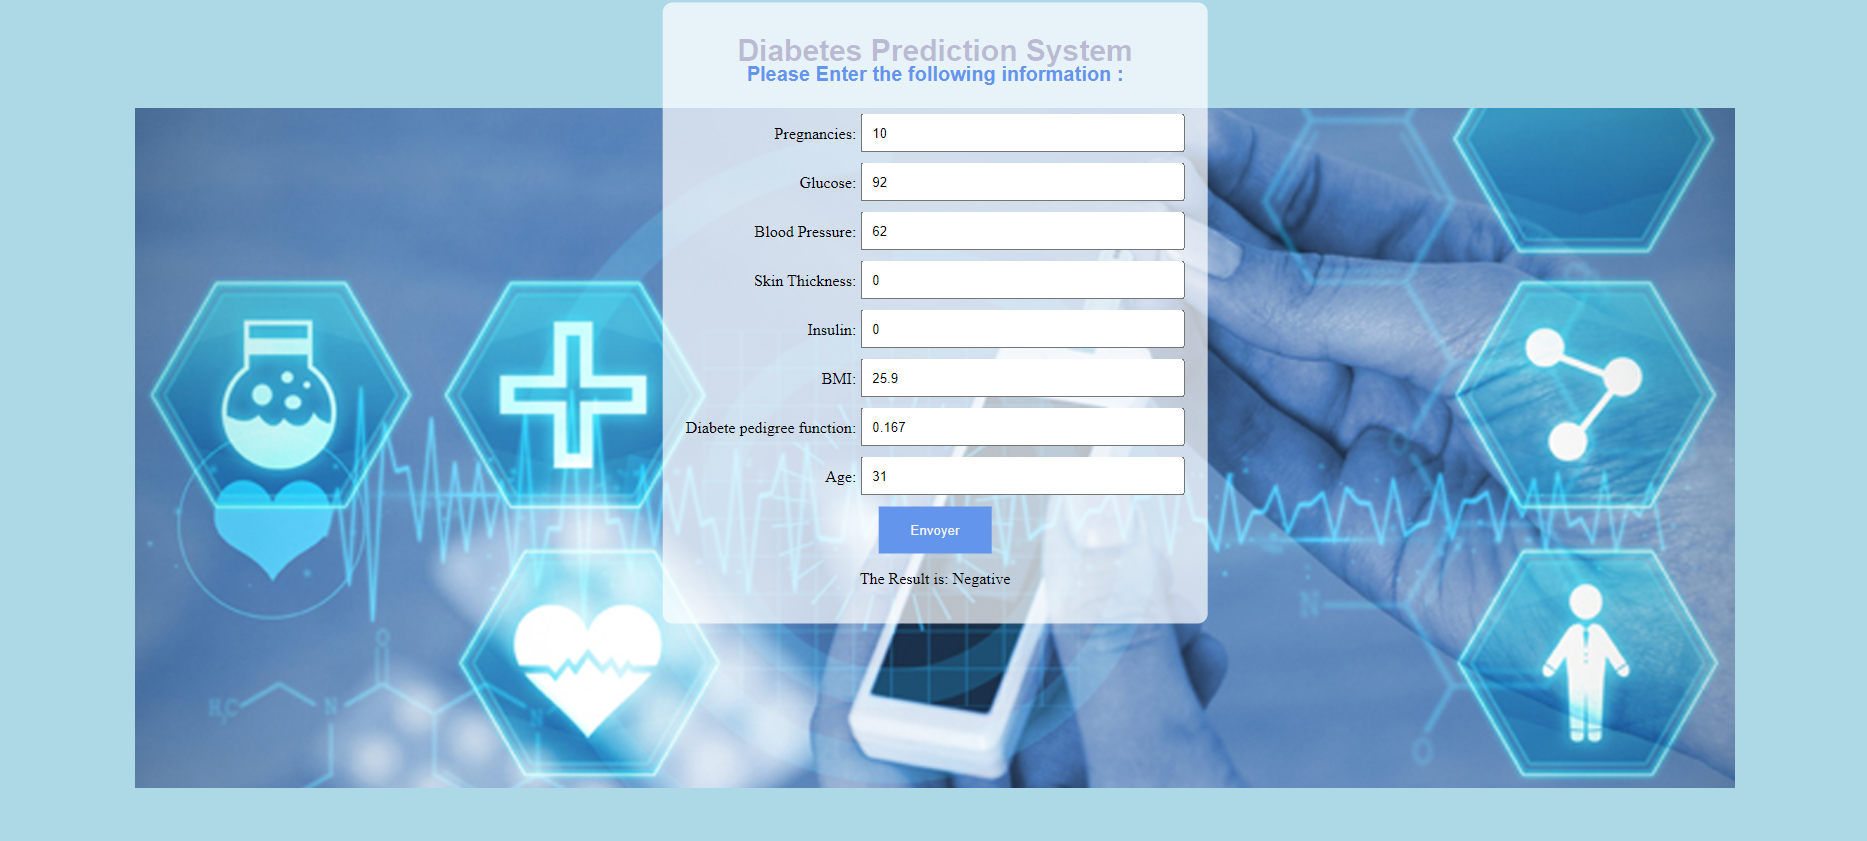 Diabetes Prediction System
Please Enter the following information :
Pregnancies: 10
Glucose: 92
Blood Pressure: 62
Skin Thickness: 0
Insulin: 0
BMI: 25.9
Diabete pedigree function: 0.167
Age: 31
Envoyer
The Result is: Negative
H₃C
N
O
N
N
O